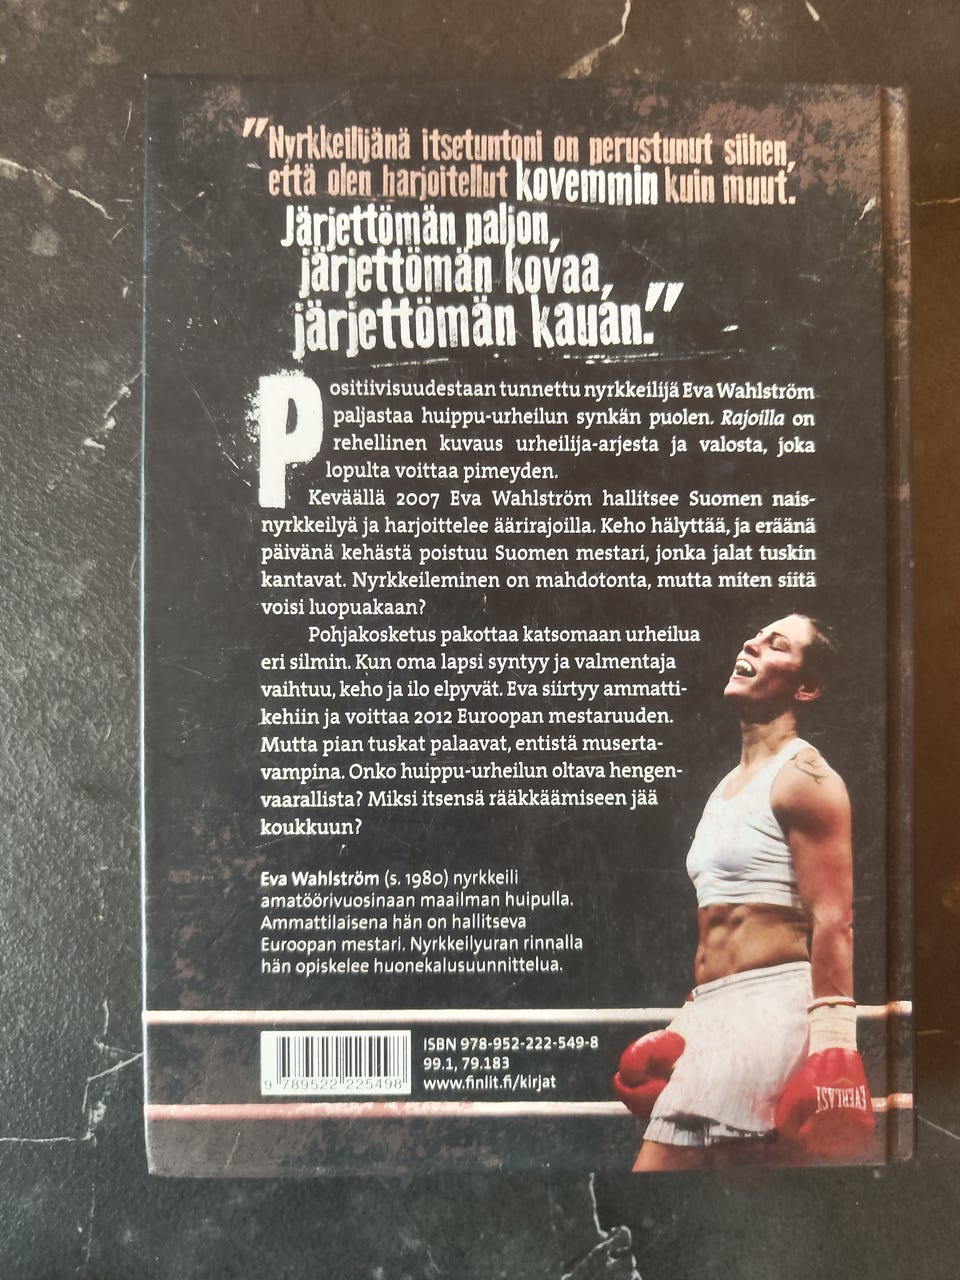 "Nyrkkeilijänä itsetuntoni on perustunut siihen,
että olen harjoitellut kovemmin kuin muut.
Järjettömän paljon,
järjettömän kovaa,
järjettömän kauan."
Positiivisuudestaan tunnettu nyrkkeilijä Eva Wahlström
paljastaa huippu-urheilun synkän puolen. Rajoilla on
rehellinen kuvaus urheilija-arjesta ja valosta, joka
lopulta voittaa pimeyden.
Keväällä 2007 Eva Wahlström hallitsee Suomen nais-
nyrkkeilyä ja harjoittelee äärirajoilla. Keho hälyttää, ja eräänä
päivänä kehästä poistuu Suomen mestari, jonka jalat tuskin
kantavat. Nyrkkeileminen on mahdotonta, mutta miten siitä
voisi luopuakaan?
Pohjakosketus pakottaa katsomaan urheilua
eri silmin. Kun oma lapsi syntyy ja valmentaja
vaihtuu, keho ja ilo elpyvät. Eva siirtyy ammatti-
kehiin ja voittaa 2012 Euroopan mestaruuden.
Mutta pian tuskat palaavat, entistä muserta-
vampina. Onko huippu-urheilun oltava hengen-
vaarallista? Miksi itsensä rääkkäämiseen jää
koukkuun?
Eva Wahlström (s. 1980) nyrkkeili
amatöörivuosinaan maailman huipulla.
Ammattilaisena hän on hallitseva
Euroopan mestari. Nyrkkeilyuran rinnalla
hän opiskelee huonekalusuunnittelua.
ISBN 978-952-222-549-8
99.1, 79.183
www.finlit.fi/kirjat
9 789522 225498
EVERLAST